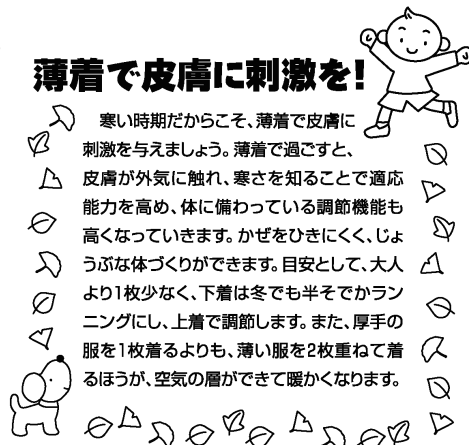 薄着で皮膚に刺激を!
寒い時期だからこそ、薄着で皮膚に
刺激を与えましょう。薄着で過ごすと、
皮膚が外気に触れ、寒さを知ることで適応
能力を高め、体に備わっている調節機能も
高くなっていきます。かぜをひきにくく、じょ
うぶな体づくりができます。目安として、大人
より1枚少なく、下着は冬でも半そでかラン
ニングにし、上着で調節します。また、厚手の
服を1枚着るよりも、薄い服を2枚重ねて着
るほうが、空気の層ができて暖かくなります。